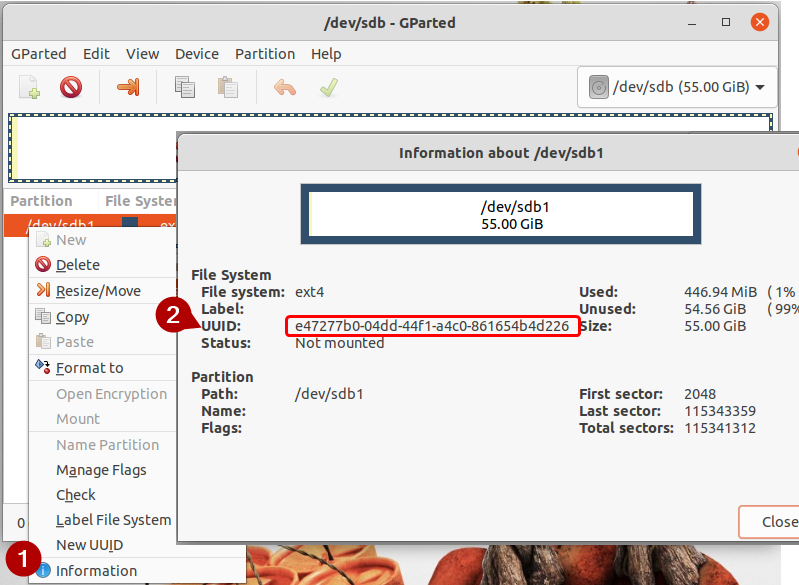 /dev/sdb - GParted
GParted Edit View Device Partition Help
/dev/sdb (55.00 GiB)
Information about /dev/sdb1
/dev/sdb1
55.00 GiB
Partition File System
/dev/sdb1
New
Delete
Resize/Move
Copy
Paste
Format to
Open Encryption
Mount
Name Partition
Manage Flags
Check
Label File System
New UUID
Information
1
2
File System
File system: ext4
Label:
UUID: e47277b0-04dd-44f1-a4c0-861654b4d226
Status: Not mounted
Used: 446.94 MiB ( 1%
Unused: 54.56 GiB ( 99%
Size: 55.00 GiB
Partition
Path: /dev/sdb1
Name:
Flags:
First sector: 2048
Last sector: 115343359
Total sectors: 115341312
Close
0